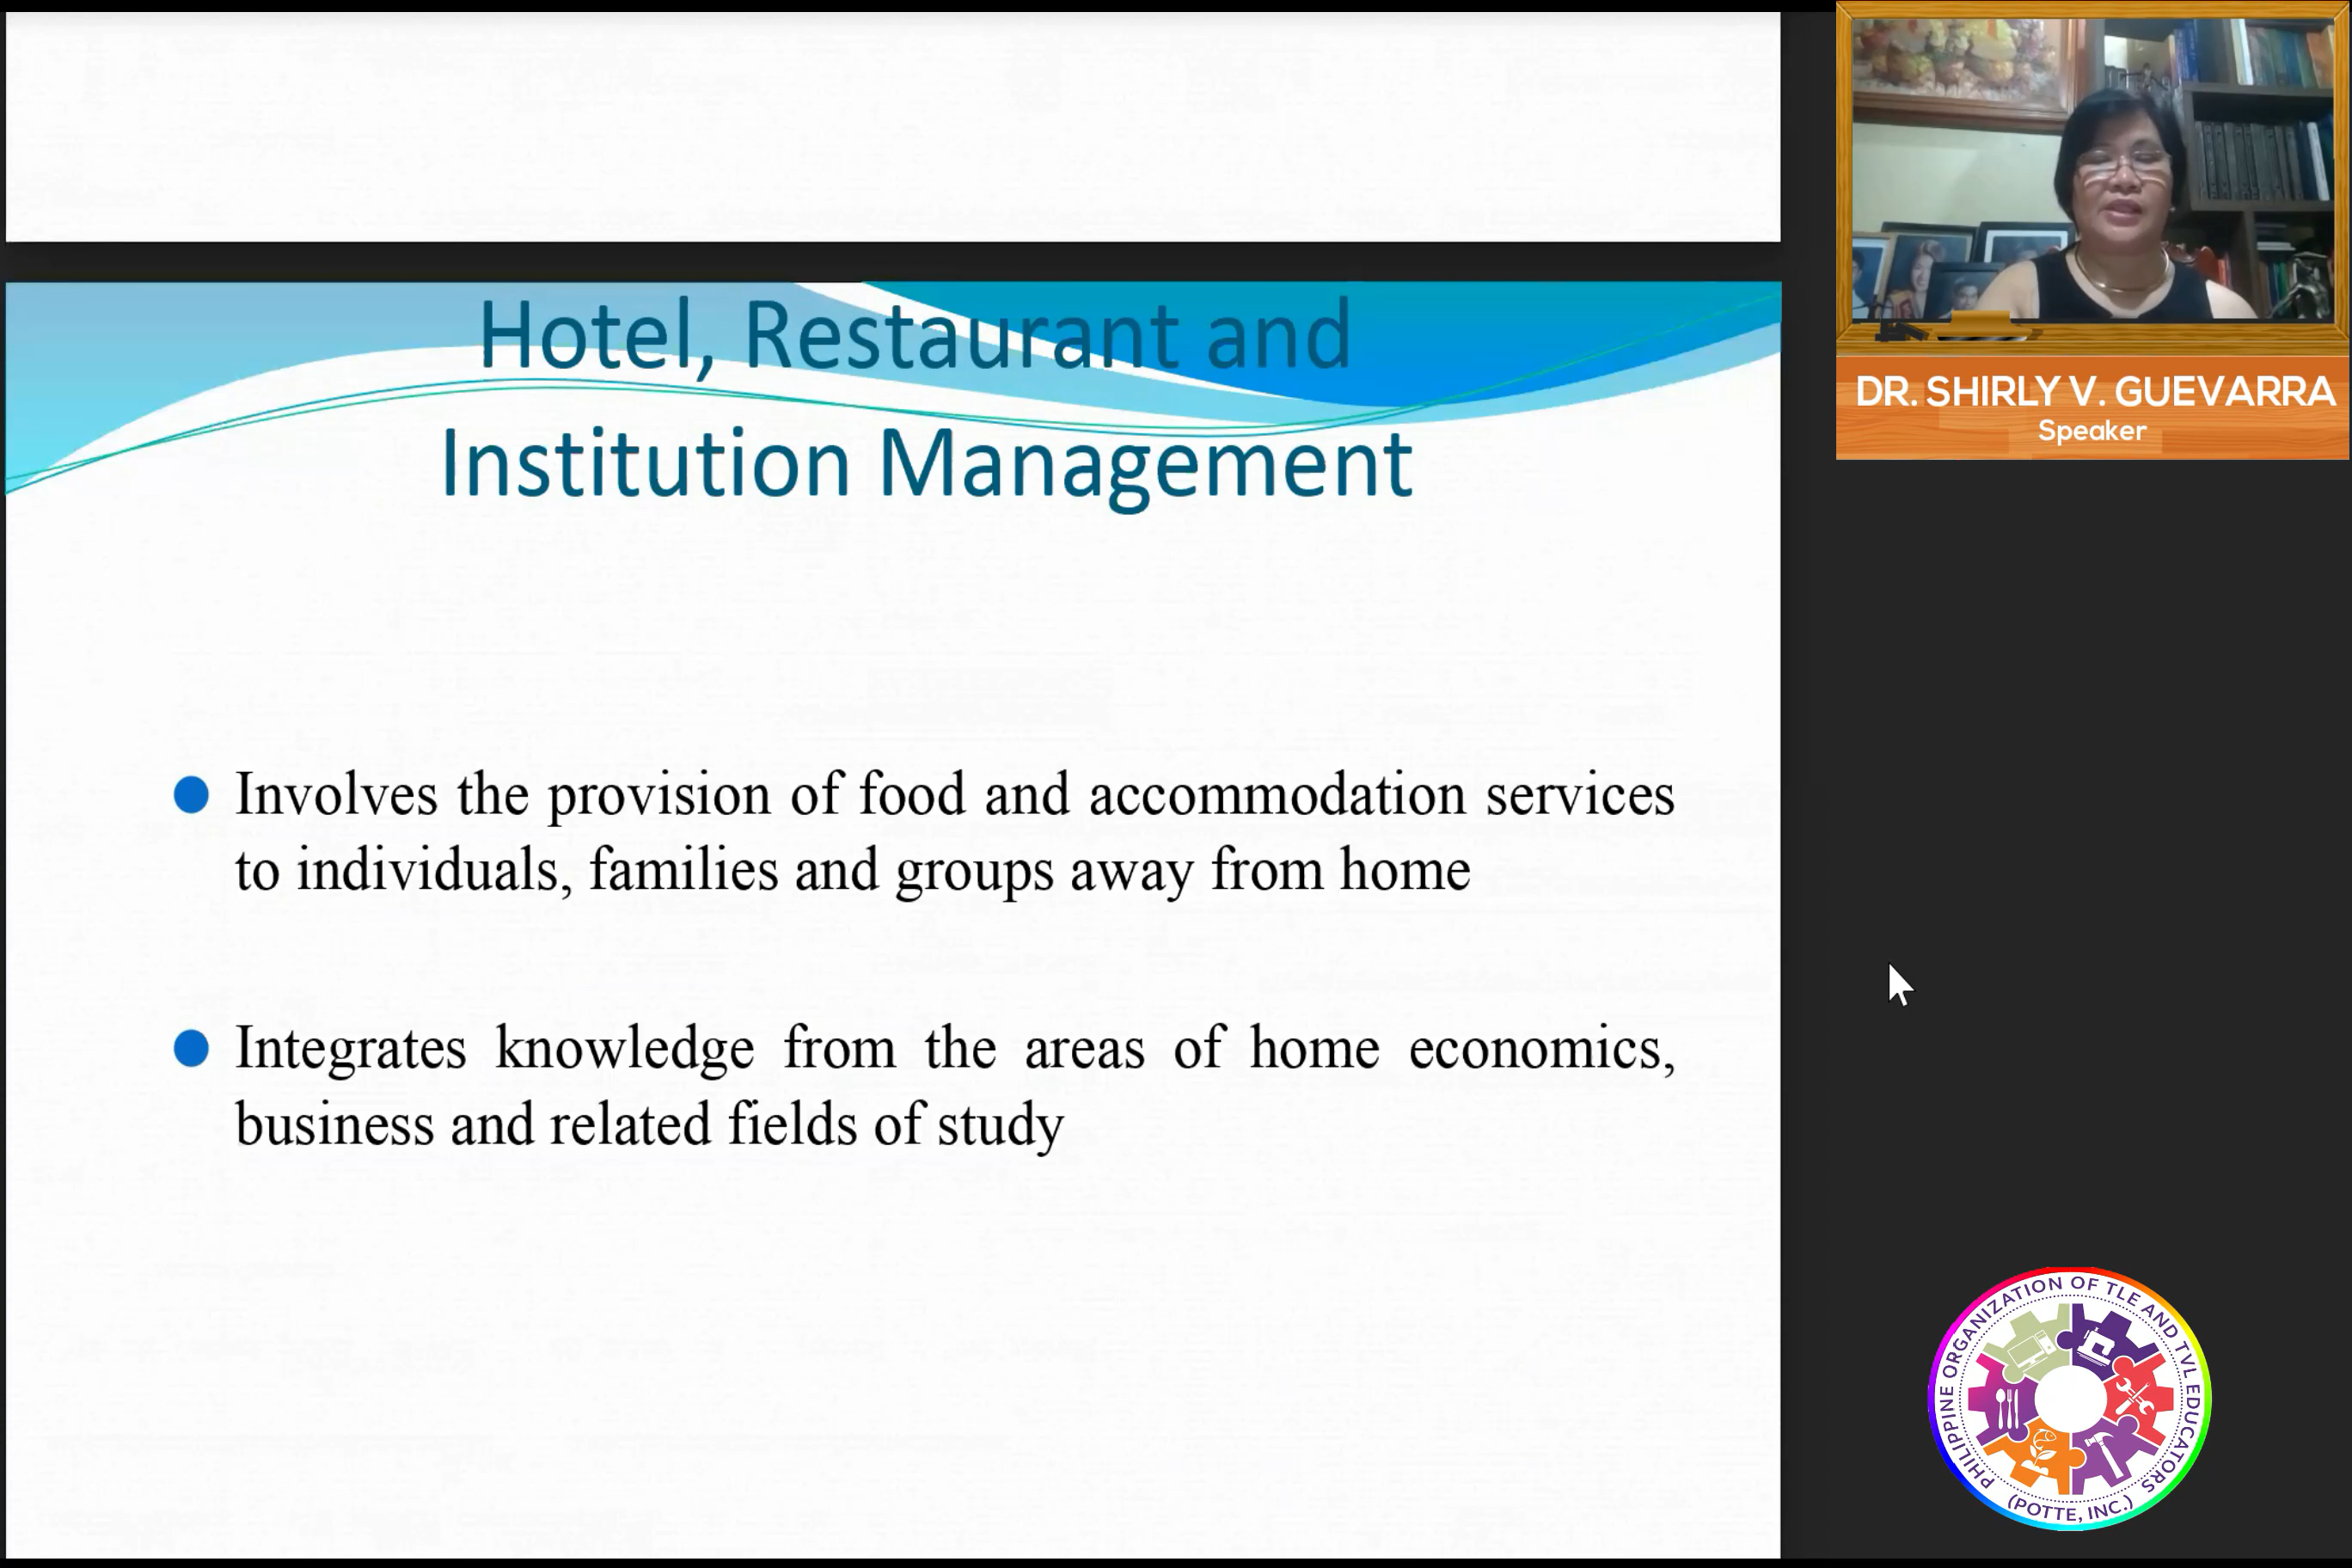 Hotel, Restaurant and
Institution Management
Involves the provision of food and accommodation services
to individuals, families and groups away from home
Integrates knowledge from the areas of home economics,
business and related fields of study
DR. SHIRLY V. GUEVARRA
Speaker
PHILIPPINE ORGANIZATION OF TLE AND TVL EDUCATORS
(POTTE, INC.)